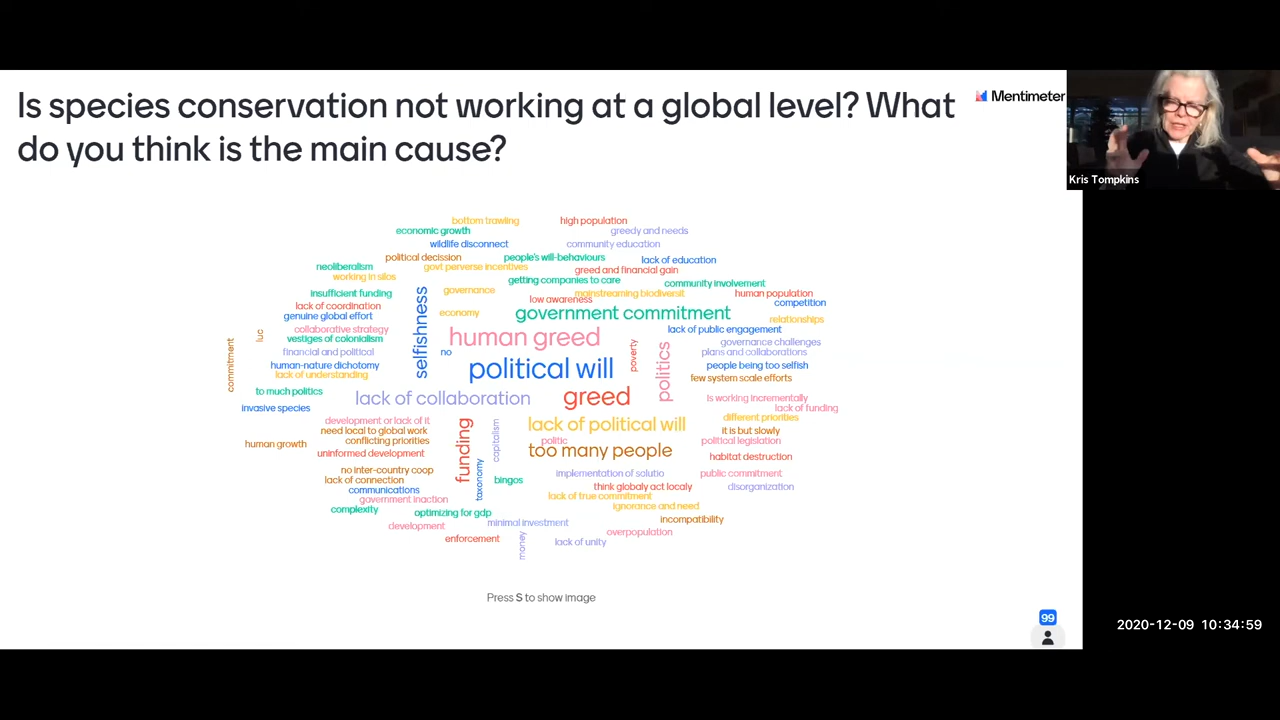 Is species conservation not working at a global level? What
do you think is the main cause?
Mentimeter
Kris Tompkins
bottom trawling
high population
economic growth
greedy and needs
wildlife disconnect
community education
political decission
people's will-behaviours
lack of education
neoliberalism
govt perverse incentives
greed and financial gain
working in silos
getting companies to care
community involvement
insufficient funding
governance
mainstreaming biodiversit
human population
low awareness
competition
lack of coordination
selfishness
economy
government commitment
genuine global effort
relationships
collaborative strategy
human greed
lack of public engagement
luc
vestiges of colonialism
poverty
politics
governance challenges
financial and political
no
plans and collaborations
commitment
human-nature dichotomy
political will
people being too selfish
lack of understanding
few system scale efforts
to much politics
lack of collaboration
greed
is working incrementally
invasive species
lack of funding
development or lack of it
lack of political will
different priorities
need local to global work
funding
capitalism
it is but slowly
human growth
conflicting priorities
politic
political legislation
uninformed development
too many people
habitat destruction
no inter-country coop
taxonomy
implementation of solutio
public commitment
lack of connection
bingos
think globaly act localy
disorganization
communications
lack of true commitment
government inaction
ignorance and need
complexity
optimizing for gdp
incompatibility
development
minimal investment
overpopulation
enforcement
money
lack of unity
Press S to show image
99
2020-12-09 10:34:59